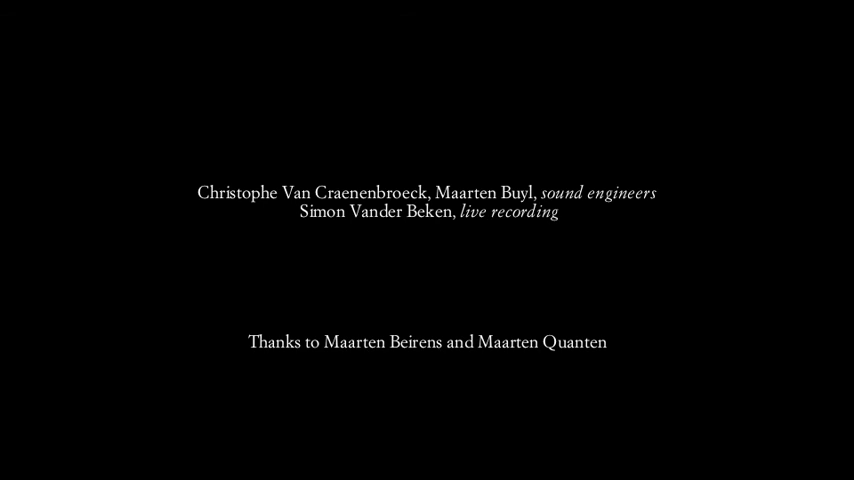 Christophe Van Craenenbroeck, Maarten Buyl, sound engineers
Simon Vander Beken, live recording
Thanks to Maarten Beirens and Maarten Quanten